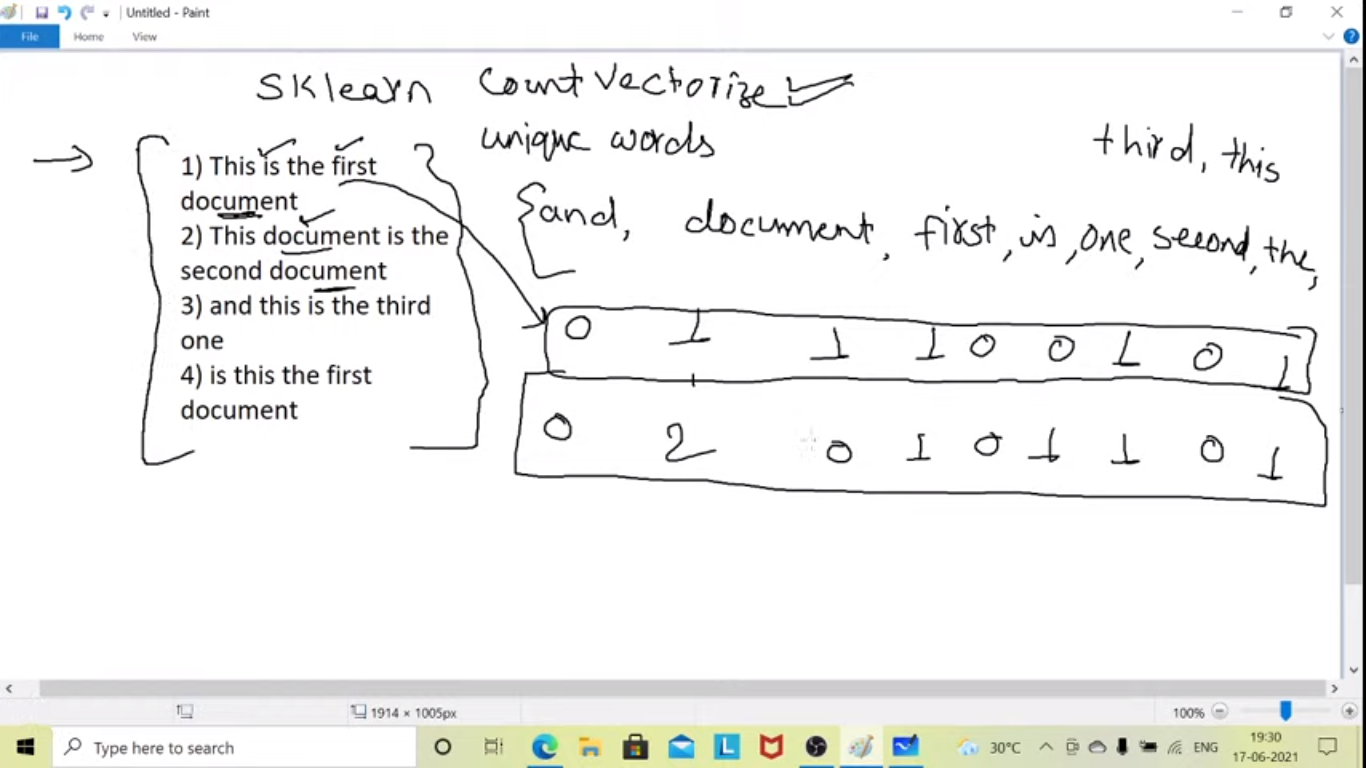 Untitled - Paint
File Home View
SKlearn CountVectorize
unique words
third, this
1) This is the first
document
2) This document is the
second document
3) and this is the third
one
4) is this the first
document
{and, document, first, is, one, second, the,
0 1 1 1 0 0 1 0 1
0 2 0 1 0 1 1 0 1
1914 × 1005px
100%
Type here to search
30°C
ENG
19:30
17-06-2021